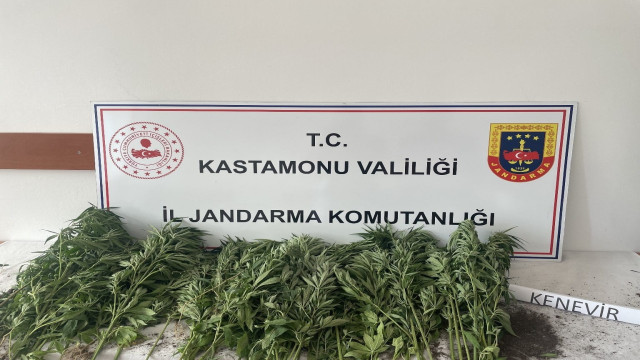 T.C.
KASTAMONU VALİLİĞİ
İL JANDARMA KOMUTANLIĞI
JANDARMA
KENEVİR